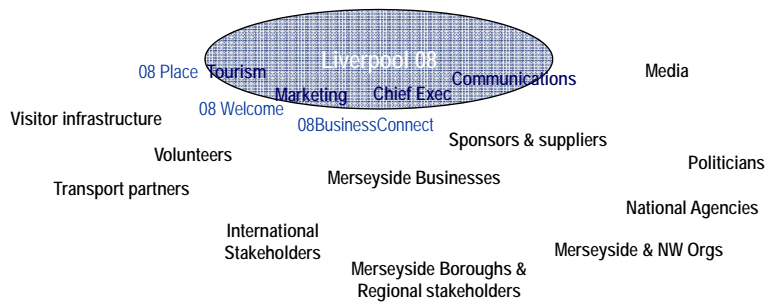 Liverpool 08
08 Place Tourism
Communications
Media
Marketing
Chief Exec
08 Welcome
Visitor infrastructure
08BusinessConnect
Sponsors & suppliers
Volunteers
Politicians
Merseyside Businesses
Transport partners
National Agencies
International
Stakeholders
Merseyside & NW Orgs
Merseyside Boroughs &
Regional stakeholders